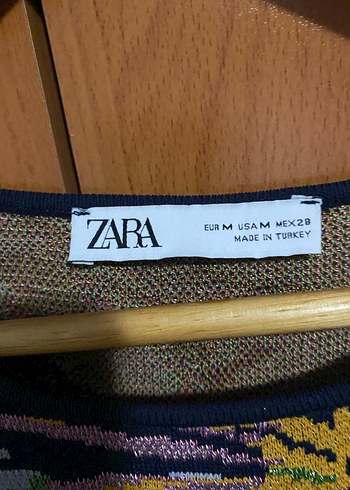 ZARA
EUR M USA M MEX 28
MADE IN TURKEY